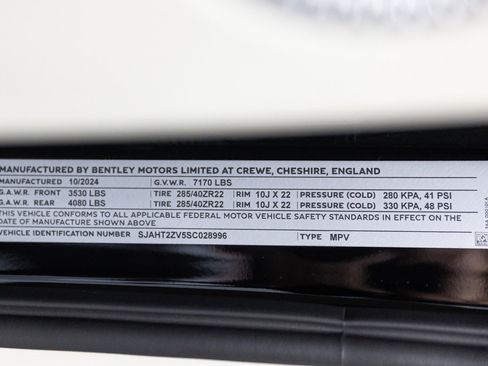 MANUFACTURED BY BENTLEY MOTORS LIMITED AT CREWE, CHESHIRE, ENGLAND
MANUFACTURED 10/2024 G.V.W.R. 7170 LBS
G.A.W.R. FRONT 3530 LBS TIRE 285/40ZR22 RIM 10J X 22 PRESSURE (COLD) 280 KPA, 41 PSI
G.A.W.R. REAR 4080 LBS TIRE 285/40ZR22 RIM 10J X 22 PRESSURE (COLD) 330 KPA, 48 PSI
THIS VEHICLE CONFORMS TO ALL APPLICABLE FEDERAL MOTOR VEHICLE SAFETY STANDARDS IN EFFECT ON THE
DATE OF MANUFACTURE SHOWN ABOVE
VEHICLE IDENTIFICATION NUMBER SJAHT2ZV5SC028996 TYPE MPV